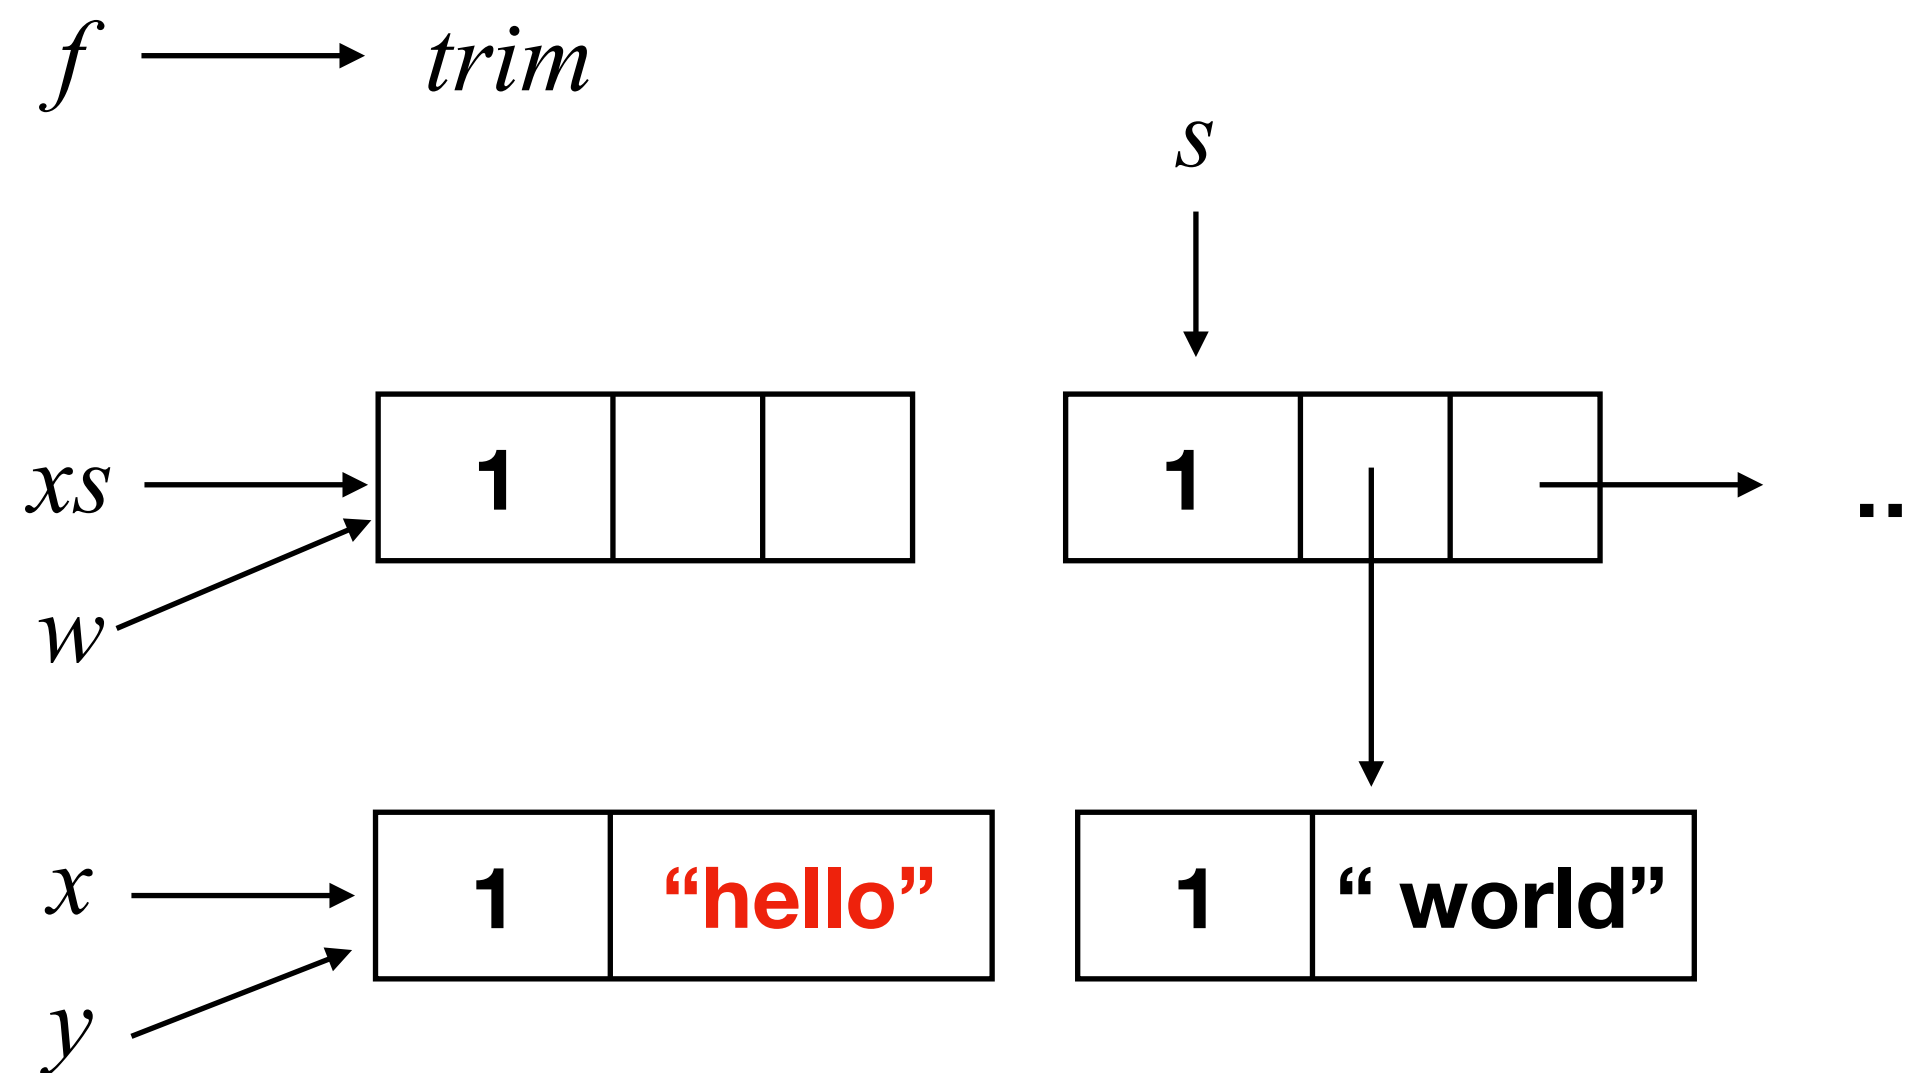 f trim
s
xs 1 1 ..
w
x 1 “hello” 1 “ world”
y